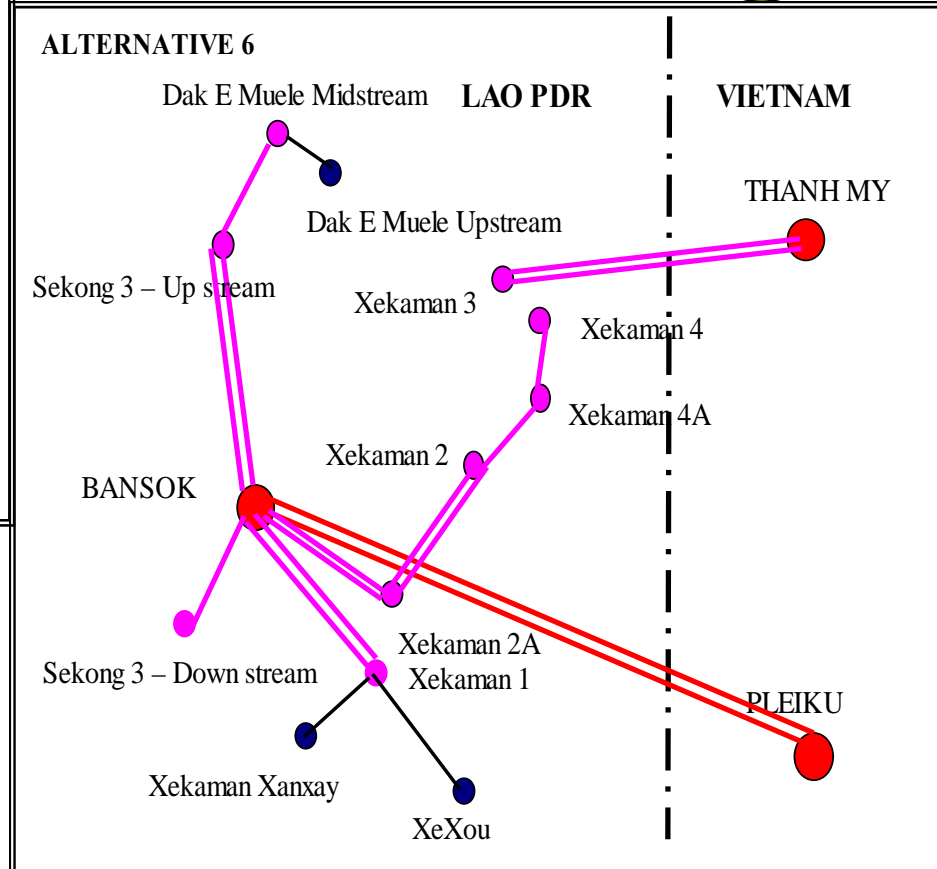 ALTERNATIVE 6
Dak E Muele Midstream
LAO PDR
VIETNAM
THANH MY
Dak E Muele Upstream
Sekong 3 – Up stream
Xekaman 3
Xekaman 4
Xekaman 4A
Xekaman 2
BANSOK
Xekaman 2A
Sekong 3 – Down stream
Xekaman 1
PLEIKU
Xekaman Xanxay
XeXou